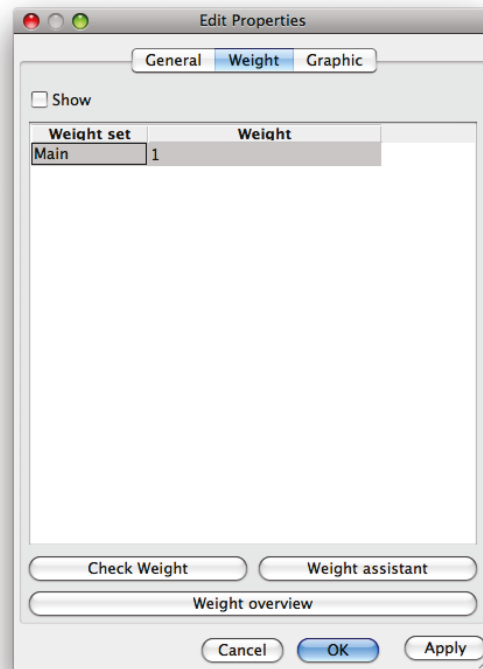 Edit Properties
General Weight Graphic
Show
Weight set Weight
Main 1
Check Weight Weight assistant
Weight overview
Cancel OK Apply